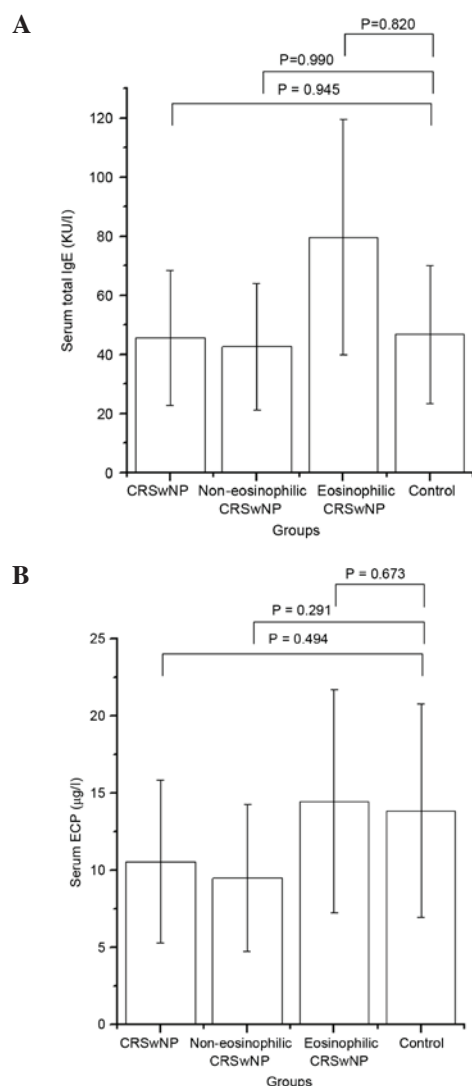 A
P=0.820
P=0.990
P = 0.945
120
100
80
60
40
20
0
Serum total IgE (KU/l)
CRSwNP Non-eosinophilic Eosinophilic Control
CRSwNP CRSwNP
Groups
B
P = 0.673
P = 0.291
P = 0.494
25
20
15
10
5
0
Serum ECP (µg/l)
CRSwNP Non-eosinophilic Eosinophilic Control
CRSwNP CRSwNP
Groups